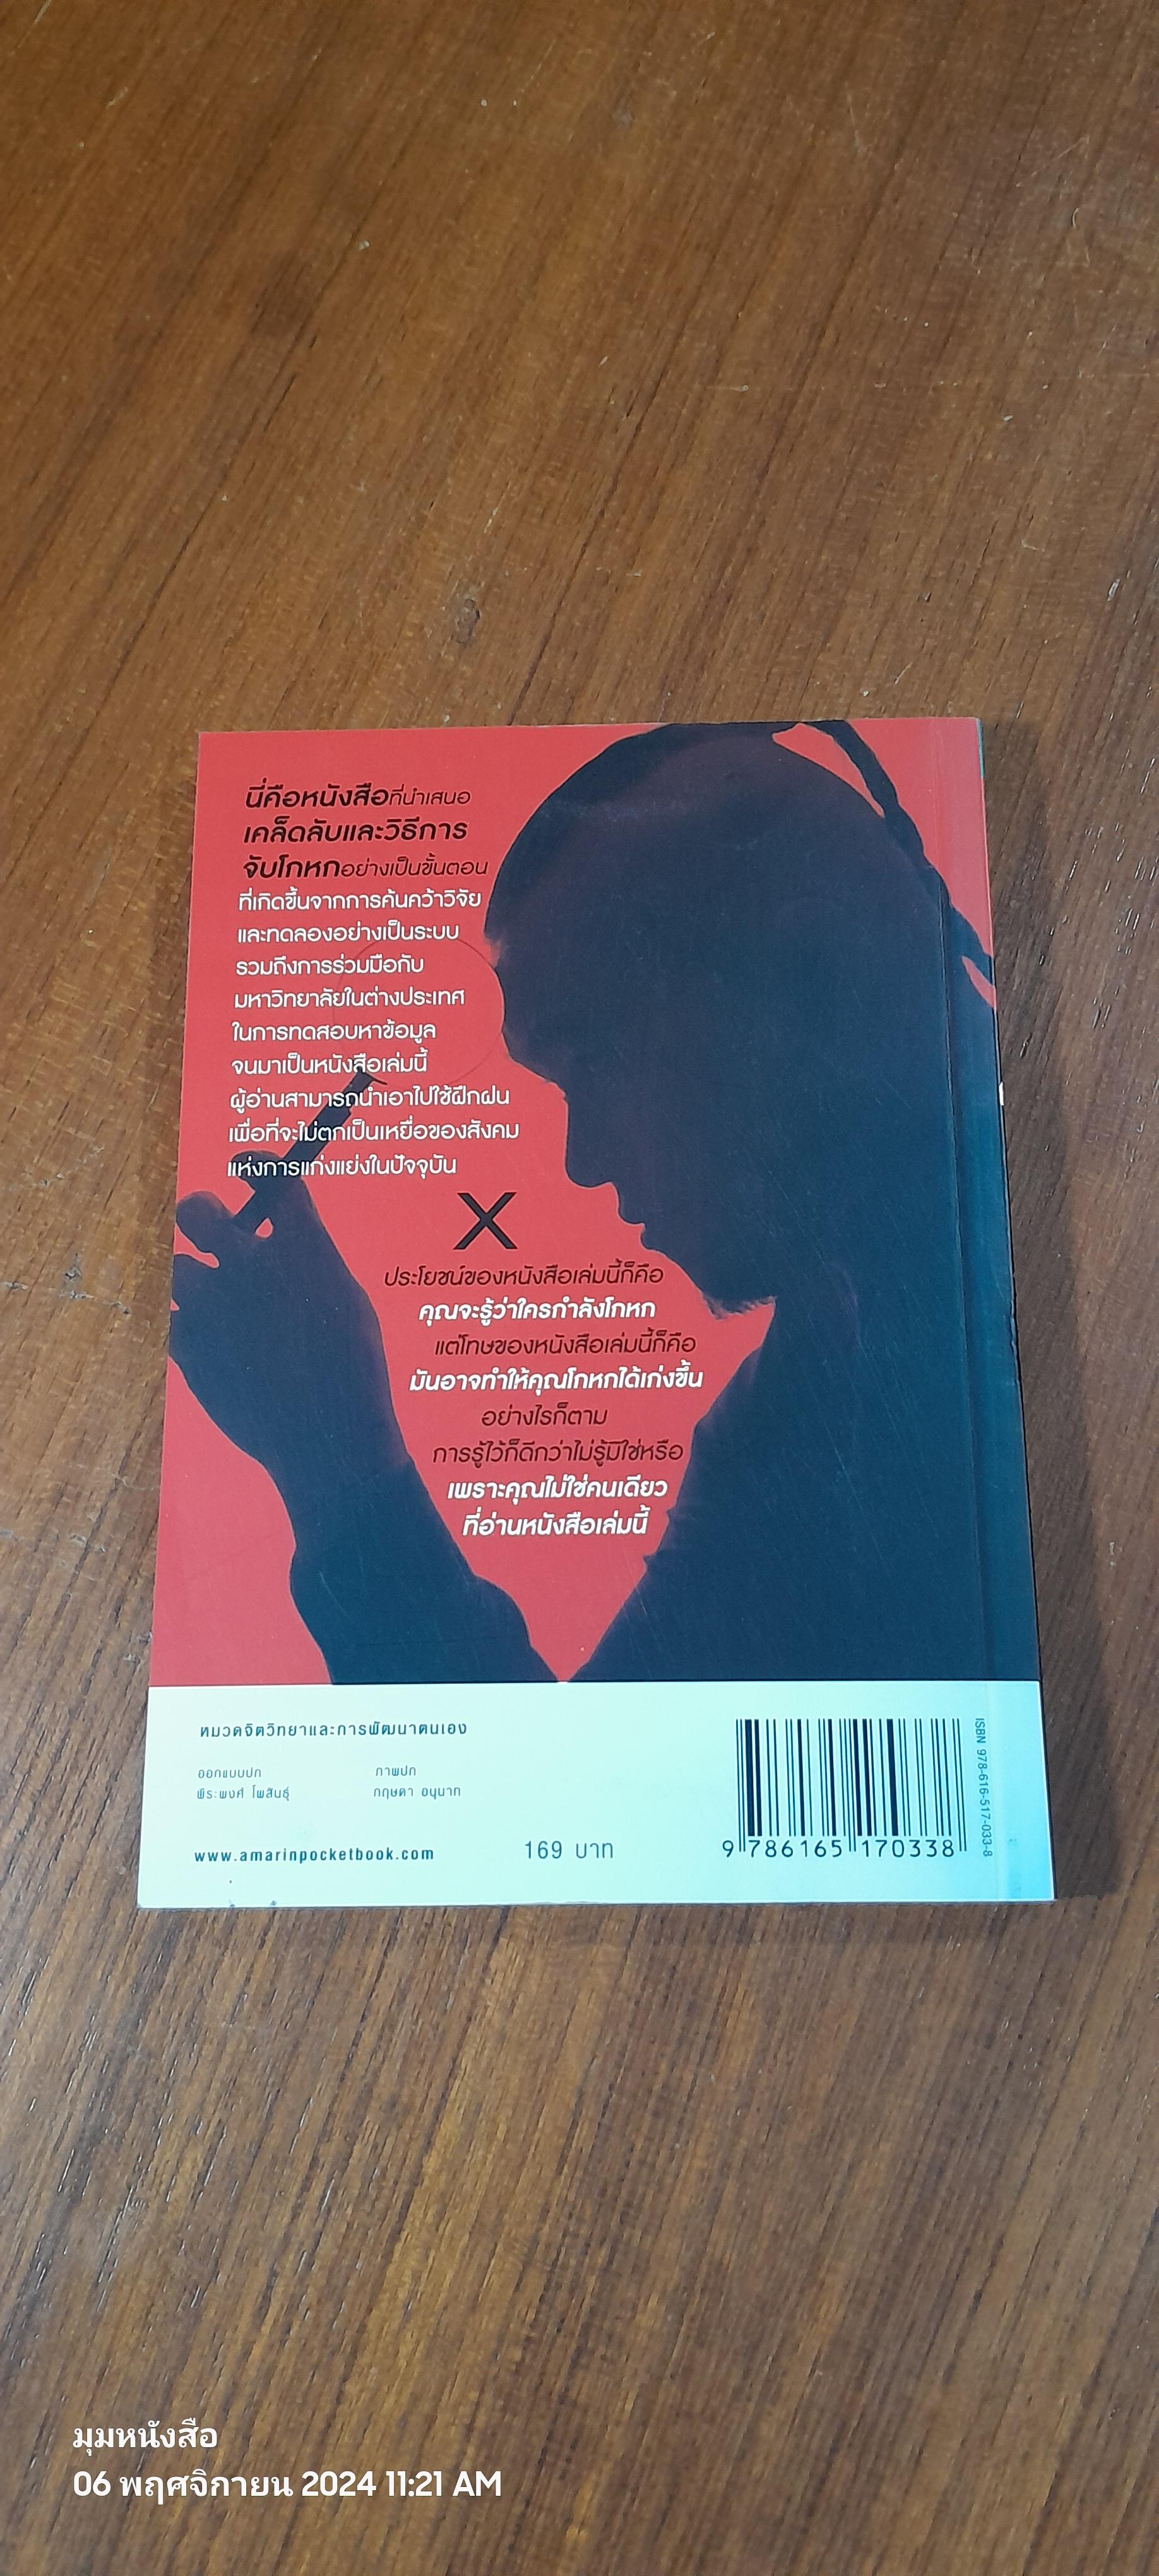 นี่คือหนังสือที่นำเสนอ
เคล็ดลับและวิธีการ
จับโกหกอย่างเป็นขั้นตอน
ที่เกิดขึ้นจากการค้นคว้าวิจัย
และทดลองอย่างเป็นระบบ
รวมถึงการร่วมมือกับ
มหาวิทยาลัยในต่างประเทศ
ในการทดสอบหาข้อมูล
จนมาเป็นหนังสือเล่มนี้
ผู้อ่านสามารถนำเอาไปใช้ฝึกฝน
เพื่อที่จะไม่ตกเป็นเหยื่อของสังคม
แห่งการแก่งแย่งในปัจจุบัน
X
ประโยชน์ของหนังสือเล่มนี้ก็คือ
คุณจะรู้ว่าใครกำลังโกหก
แต่โทษของหนังสือเล่มนี้ก็คือ
มันอาจทำให้คุณโกหกได้เก่งขึ้น
อย่างไรก็ตาม
การรู้ไว้ก็ดีกว่าไม่รู้มิใช่หรือ
เพราะคุณไม่ใช่คนเดียว
ที่อ่านหนังสือเล่มนี้
หมวดจิตวิทยาและการพัฒนาตนเอง
ออกแบบปก
พีระพงศ์ โพสินธุ์
ภาพปก
กฤษดา อนุนาท
www.amarinpocketbook.com
169 บาท
9 786165 170338
ISBN 978-616-517-033-8
มุมหนังสือ
06 พฤศจิกายน 2024 11:21 AM